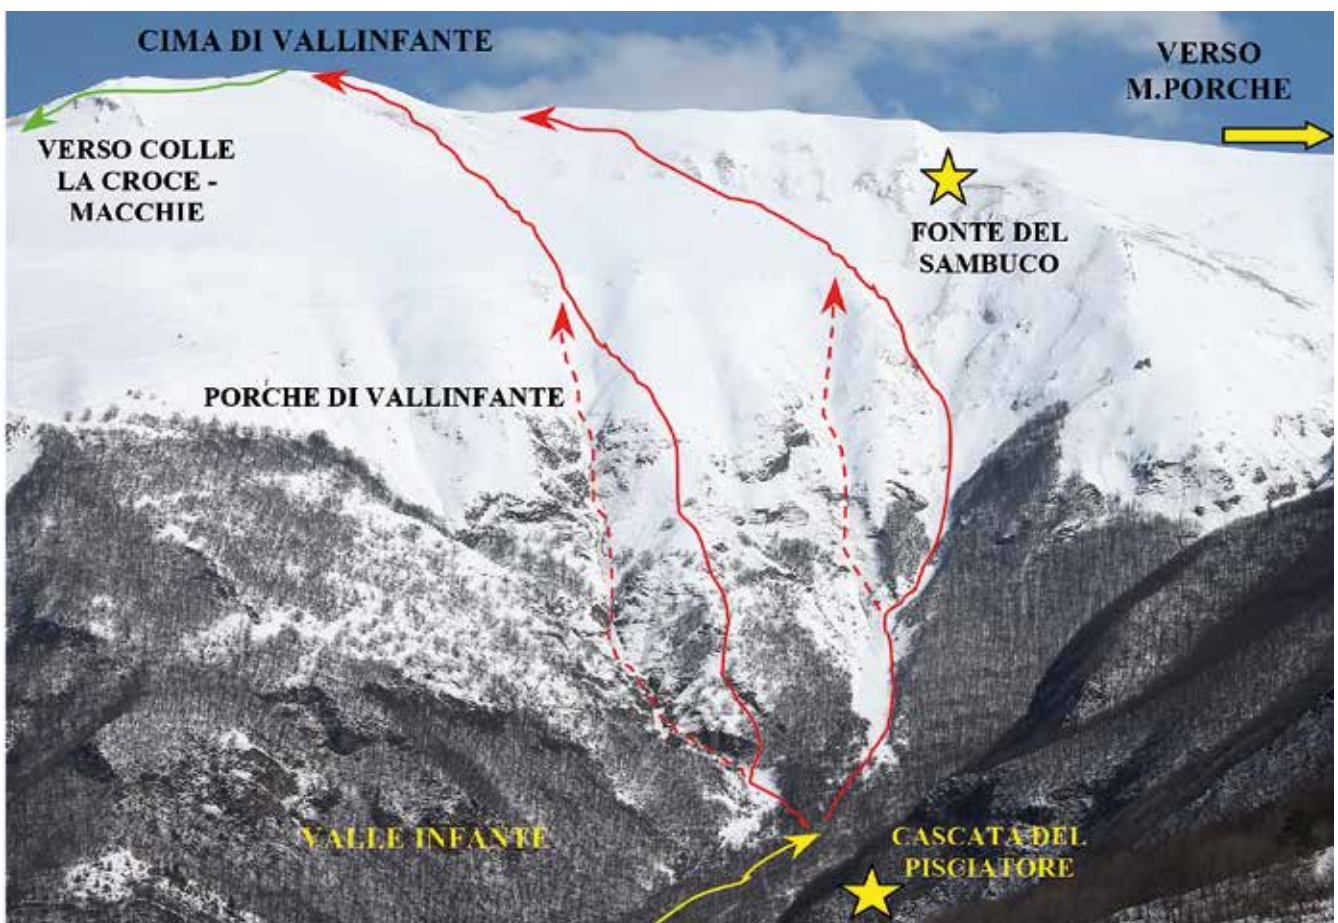 CIMA DI VALLINFANTE
VERSO
M.PORCHE
VERSO COLLE
LA CROCE -
MACCHIE
FONTE DEL
SAMBUCO
PORCHE DI VALLINFANTE
VALLE INFANTE
CASCATA DEL
PISCIATORE